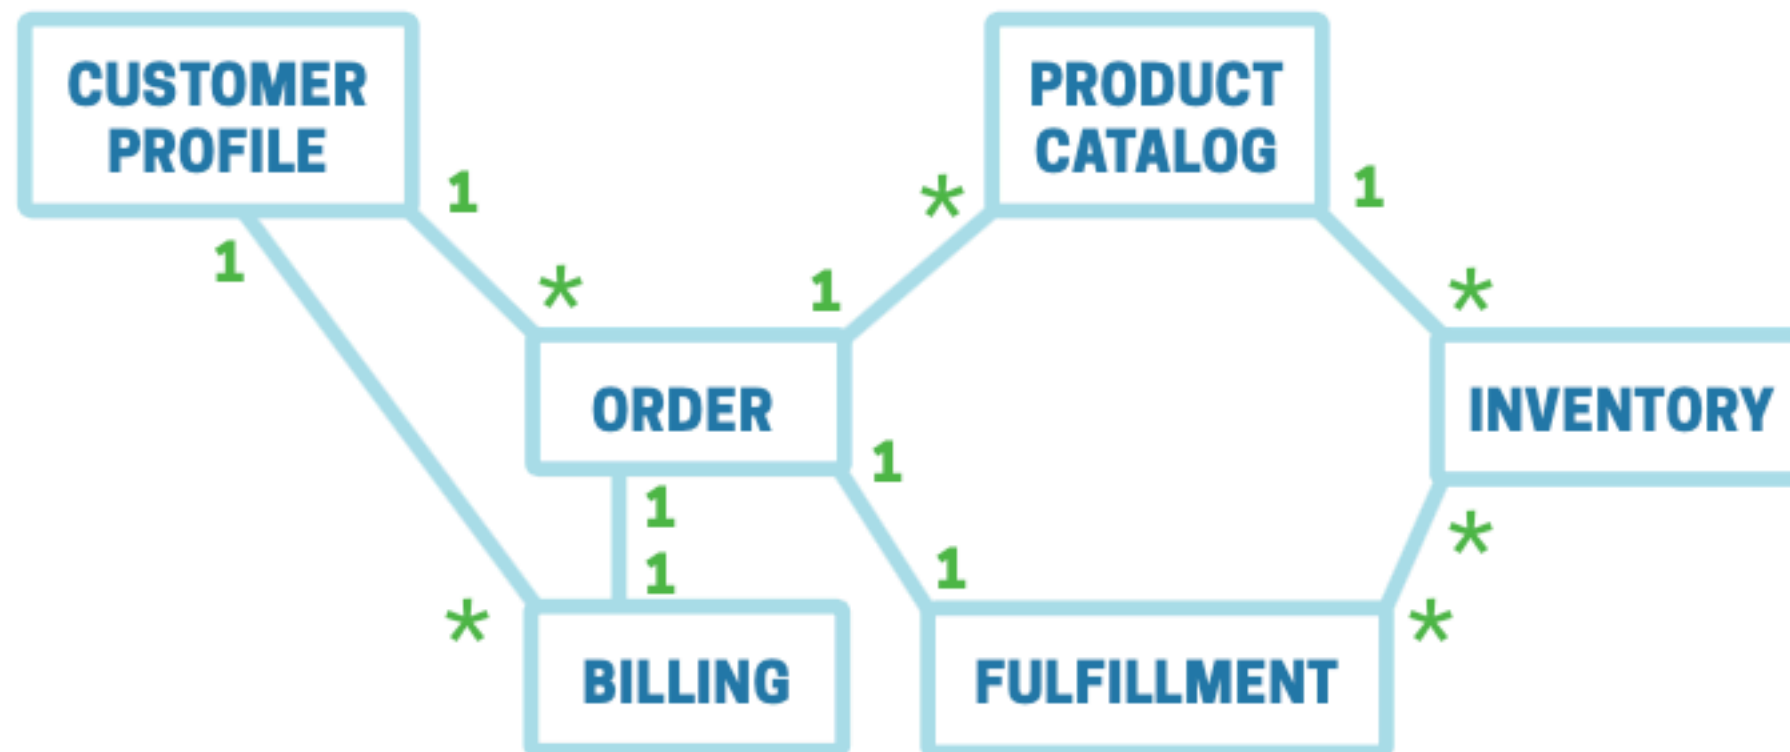 CUSTOMER
PROFILE
PRODUCT
CATALOG
1
*
1
1
*
1
*
ORDER
INVENTORY
1
1
*
1
1
*
*
BILLING
FULFILLMENT